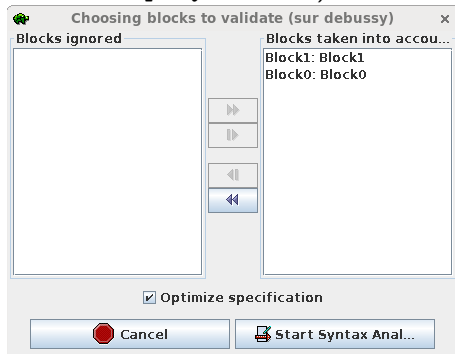 Choosing blocks to validate (sur debussy)
Blocks ignored
Blocks taken into accou...
Block1: Block1
Block0: Block0
Optimize specification
Cancel
Start Syntax Anal...